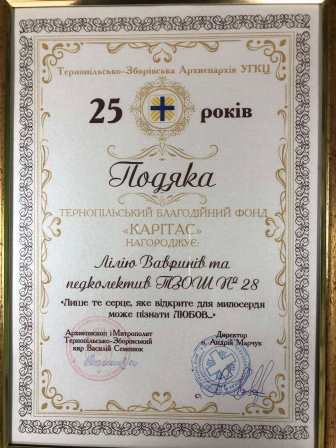 Тернопільсько-Зборівська Архиєпархія УГКЦ
25 років
Подяка
ТЕРНОПІЛЬСЬКИЙ БЛАГОДІЙНИЙ ФОНД
«КАРІТАС»
НАГОРОДЖУЄ:
Лілію Вавринів та
педколектив ТЗОШ № 28
«Лише те серце, яке відкрите для милосердя
може пізнати ЛЮБОВ...»
Архиєпископ і Митрополит
Тернопільсько-Зборівський
кир Василій Семенюк
Директор
о. Андрій Марчук